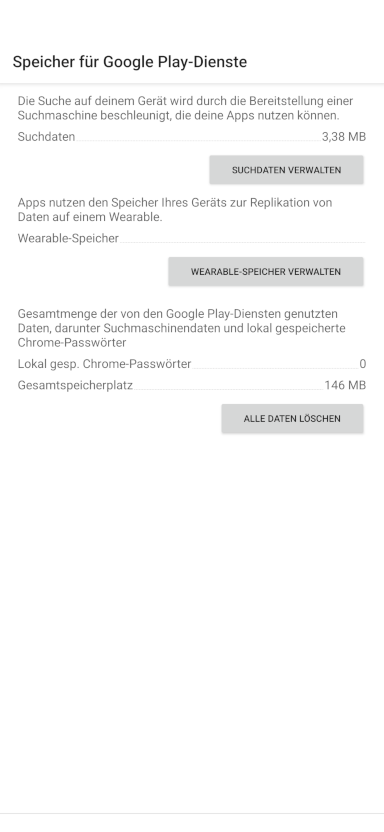 Speicher für Google Play-Dienste
Die Suche auf deinem Gerät wird durch die Bereitstellung einer
Suchmaschine beschleunigt, die deine Apps nutzen können.
Suchdaten 3,38 MB
SUCHDATEN VERWALTEN
Apps nutzen den Speicher Ihres Geräts zur Replikation von
Daten auf einem Wearable.
Wearable-Speicher
WEARABLE-SPEICHER VERWALTEN
Gesamtmenge der von den Google Play-Diensten genutzten
Daten, darunter Suchmaschinendaten und lokal gespeicherte
Chrome-Passwörter
Lokal gesp. Chrome-Passwörter 0
Gesamtspeicherplatz 146 MB
ALLE DATEN LÖSCHEN